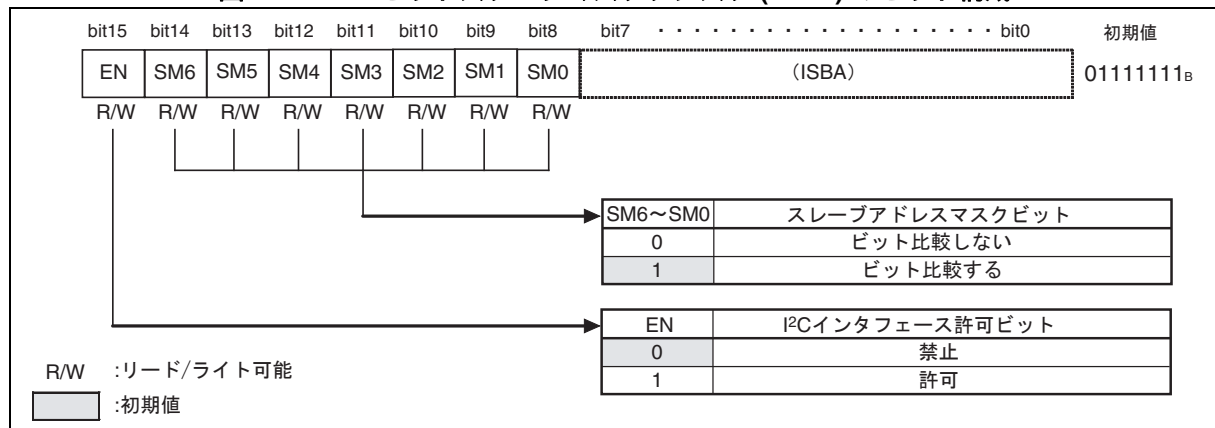 bit15 bit14 bit13 bit12 bit11 bit10 bit9 bit8 bit7 ・・・・・・・・・・・・・・・・・・・ bit0 初期値
EN SM6 SM5 SM4 SM3 SM2 SM1 SM0 (ISBA) 01111111B
R/W R/W R/W R/W R/W R/W R/W R/W
SM6～SM0 スレーブアドレスマスクビット
0 ビット比較しない
1 ビット比較する
EN I2Cインタフェース許可ビット
0 禁止
1 許可
R/W :リード/ライト可能
:初期値